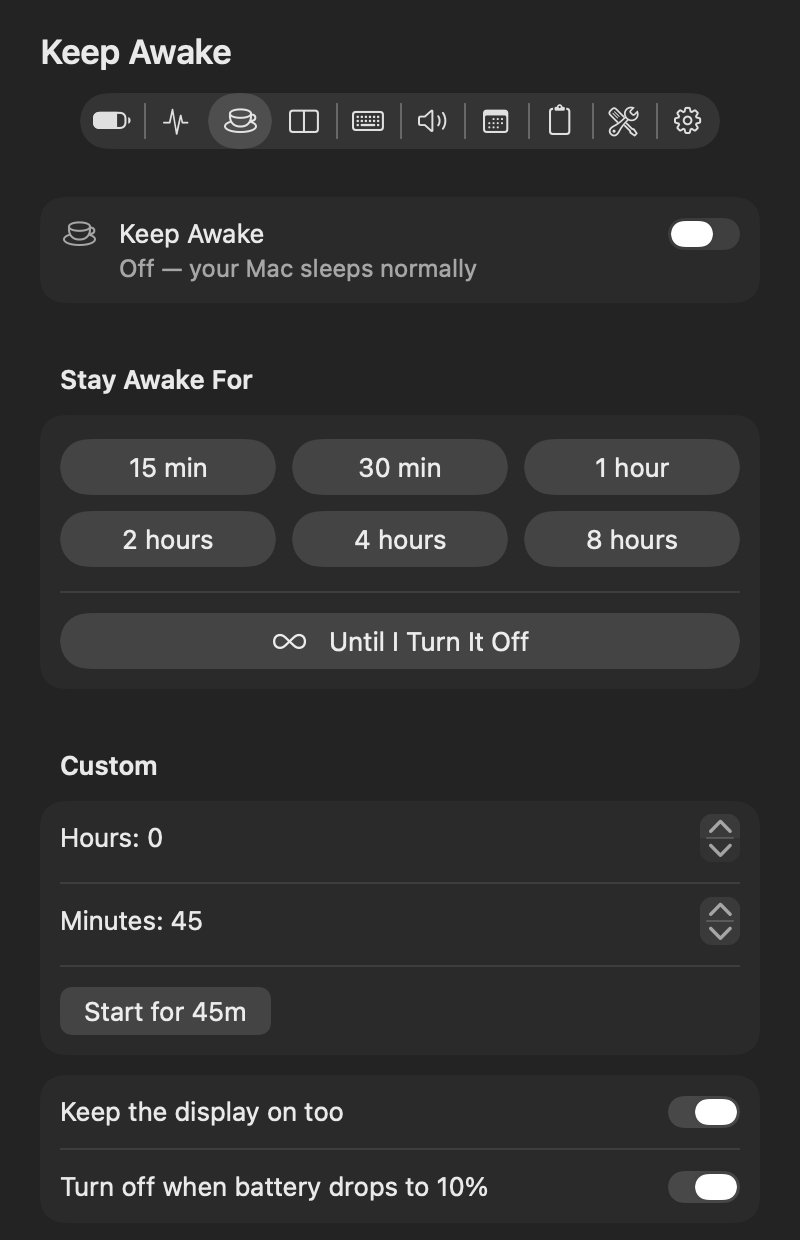 Keep Awake
Keep Awake
Off — your Mac sleeps normally
Stay Awake For
15 min
30 min
1 hour
2 hours
4 hours
8 hours
Until I Turn It Off
Custom
Hours: 0
Minutes: 45
Start for 45m
Keep the display on too
Turn off when battery drops to 10%